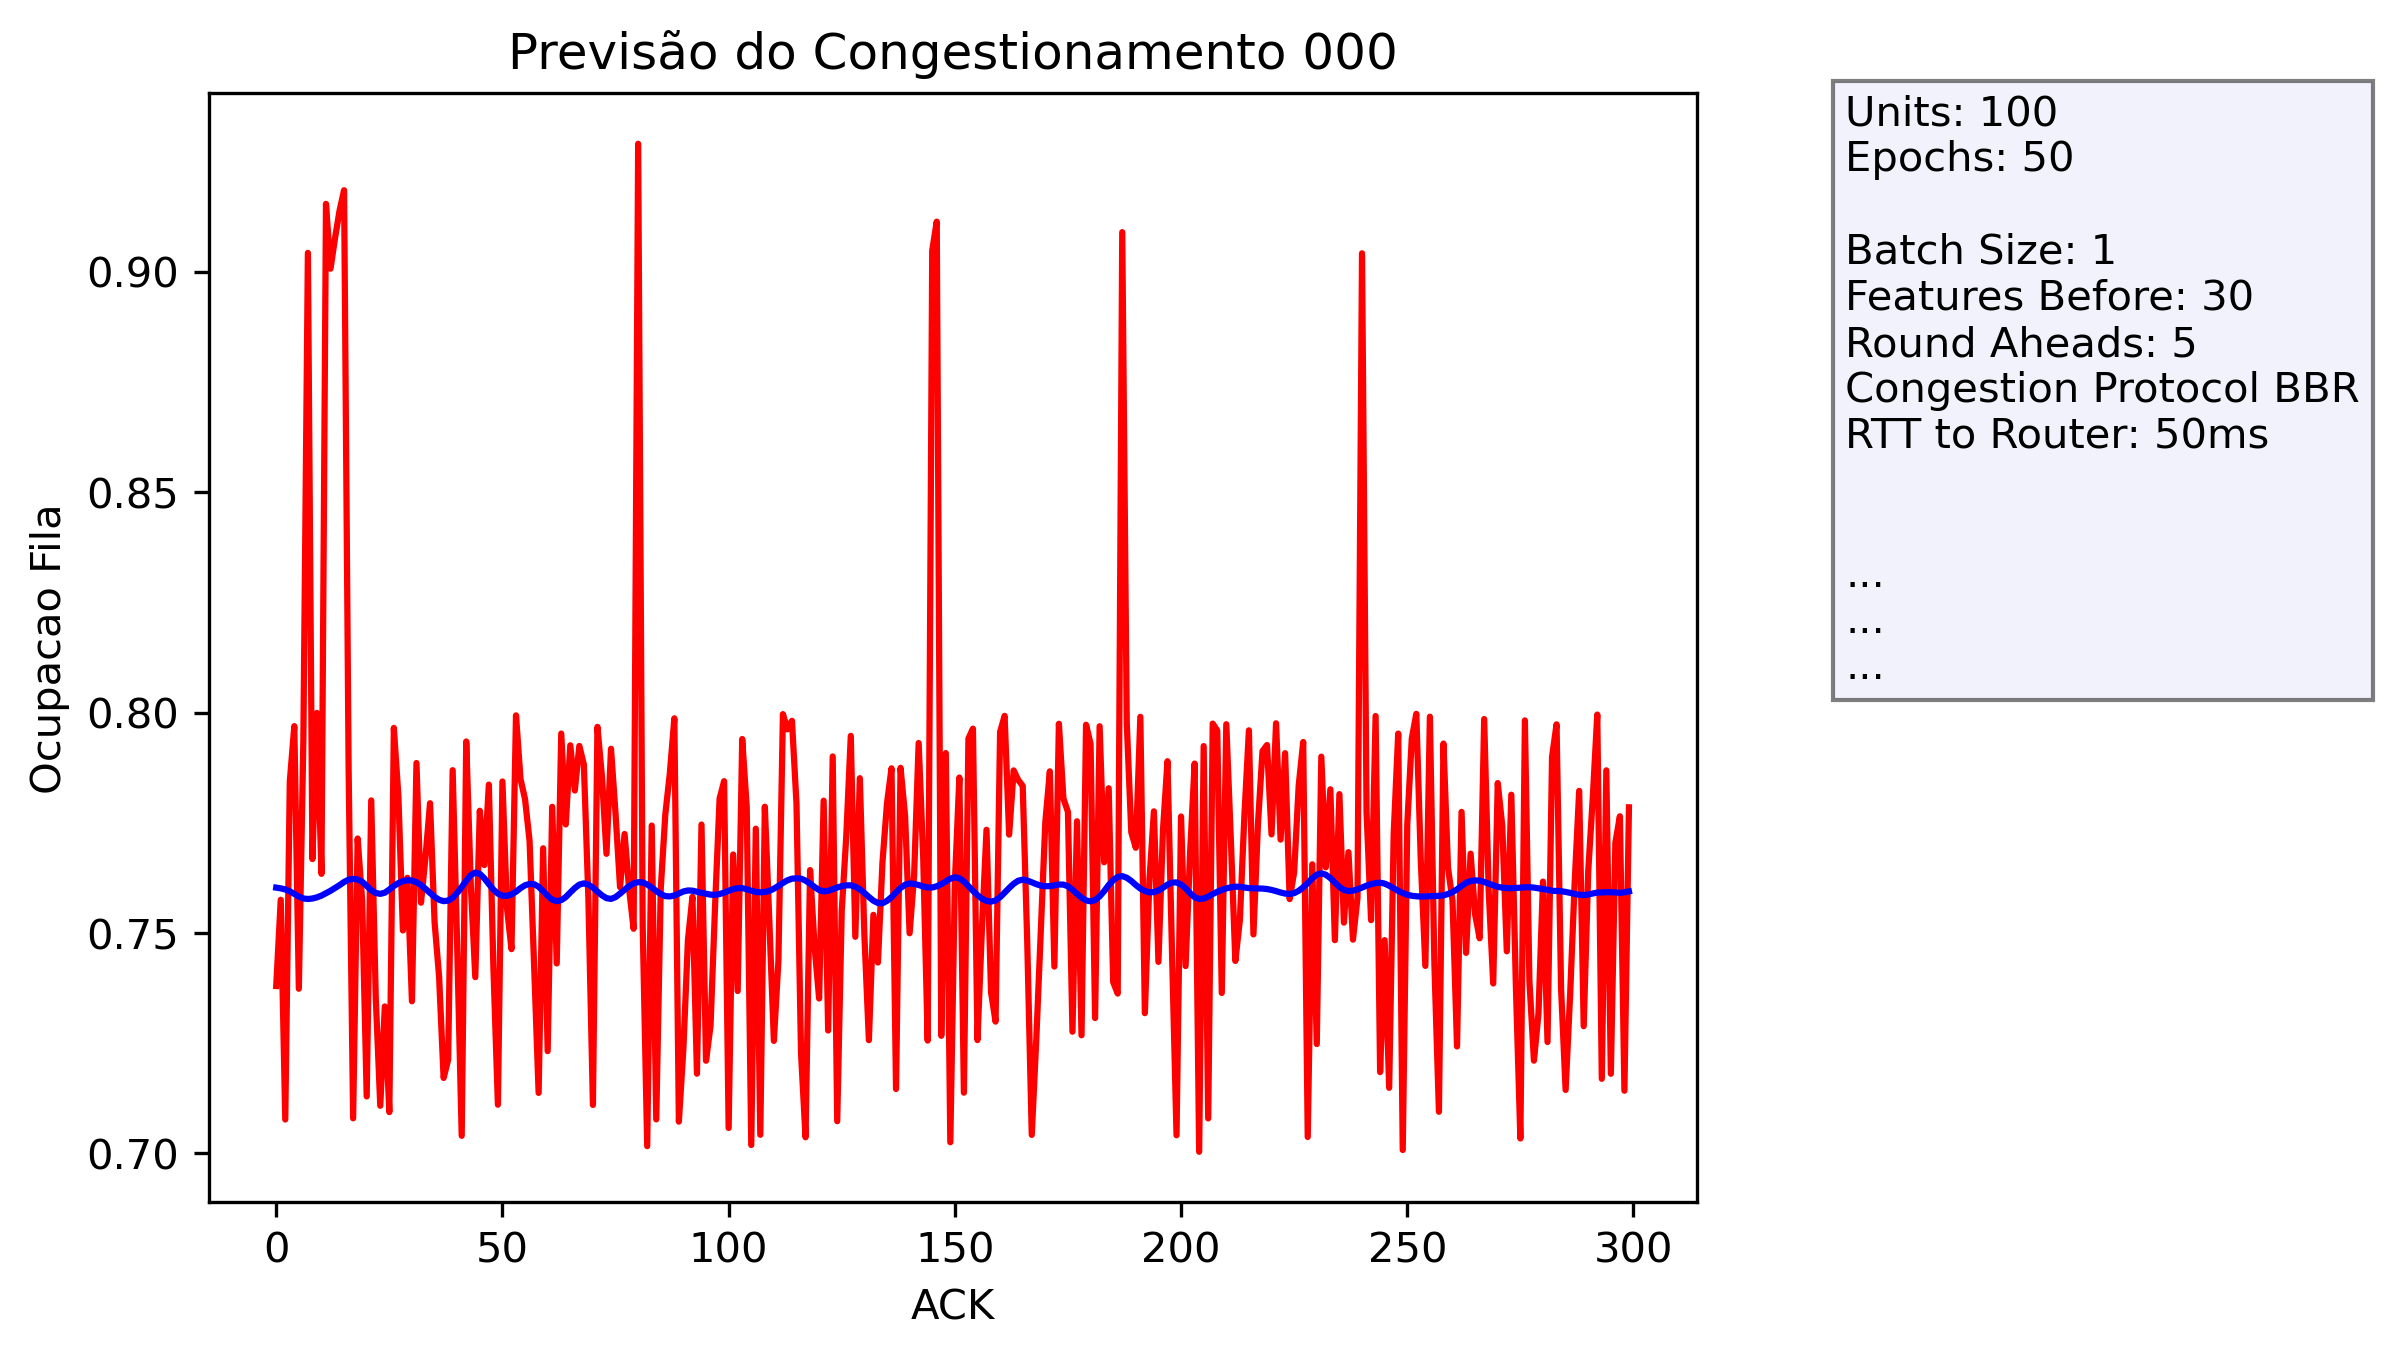 Previsão do Congestionamento 000
Units: 100
Epochs: 50
Batch Size: 1
Features Before: 30
Round Aheads: 5
Congestion Protocol BBR
RTT to Router: 50ms
...
...
...
Ocupacao Fila
0.90
0.85
0.80
0.75
0.70
0 50 100 150 200 250 300
ACK